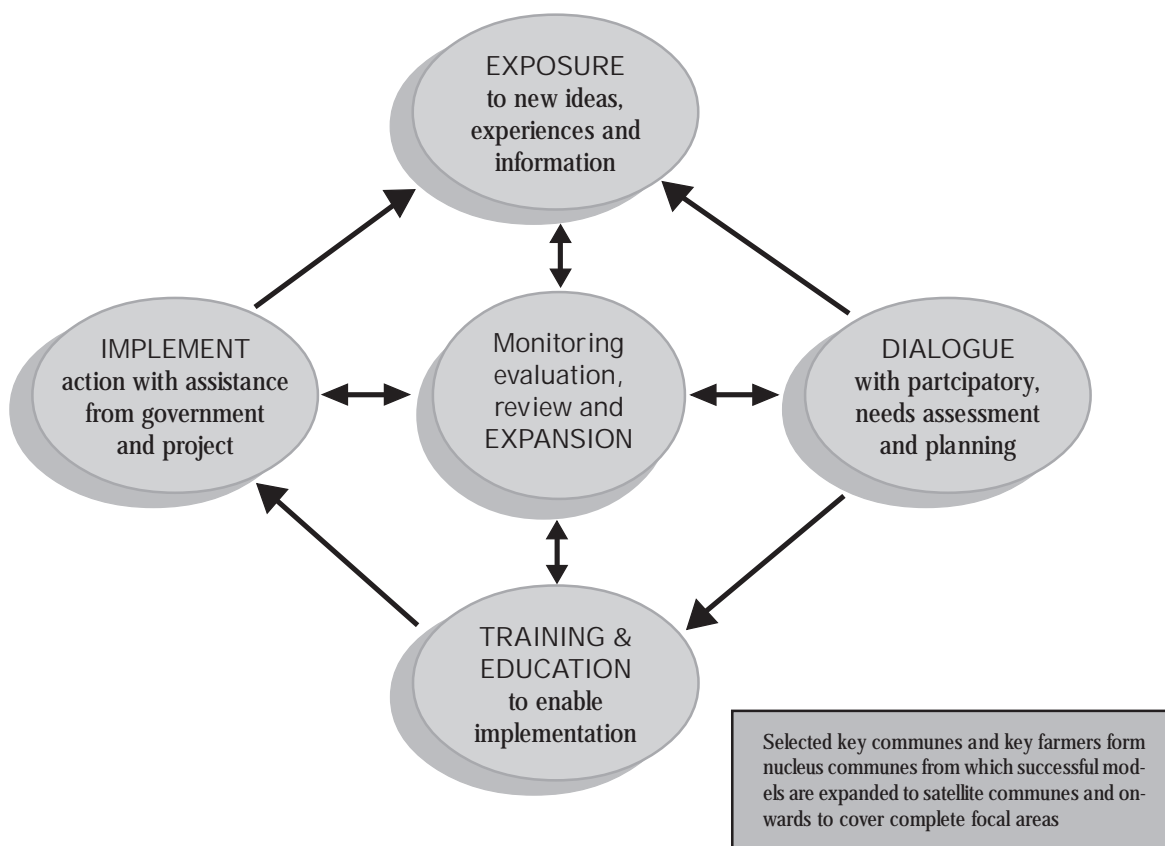 EXPOSURE
to new ideas,
experiences and
information
IMPLEMENT
action with assistance
from government
and project
Monitoring
evaluation,
review and
EXPANSION
DIALOGUE
with partcipatory,
needs assessment
and planning
TRAINING &
EDUCATION
to enable
implementation
Selected key communes and key farmers form
nucleus communes from which successful mod-
els are expanded to satellite communes and on-
wards to cover complete focal areas